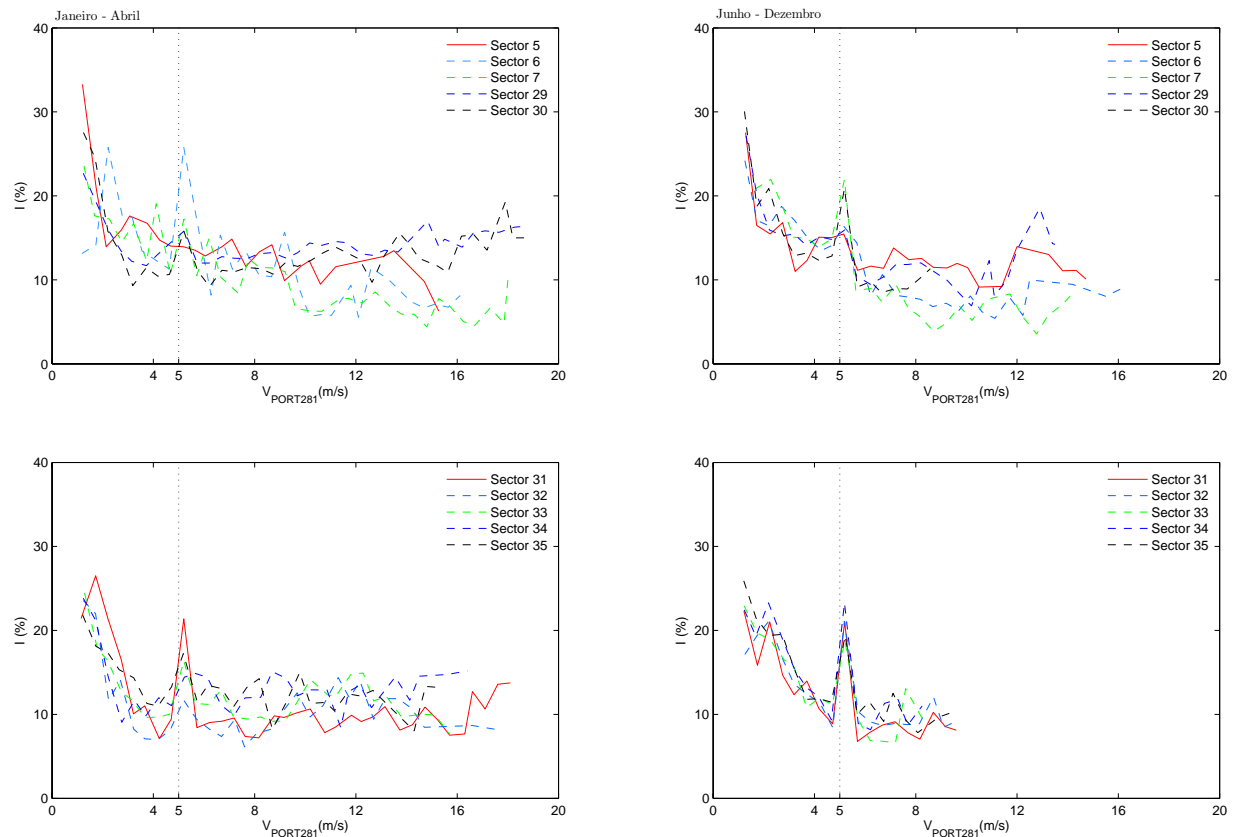 Janeiro - Abril
40
30
20
10
0
I (%)
Sector 5
Sector 6
Sector 7
Sector 29
Sector 30
0 4 5 8 12 16 20
V_PORT281(m/s)
Junho - Dezembro
40
30
20
10
0
I (%)
Sector 5
Sector 6
Sector 7
Sector 29
Sector 30
0 4 5 8 12 16 20
V_PORT281(m/s)
40
30
20
10
0
I (%)
Sector 31
Sector 32
Sector 33
Sector 34
Sector 35
0 4 5 8 12 16 20
V_PORT281(m/s)
40
30
20
10
0
I (%)
Sector 31
Sector 32
Sector 33
Sector 34
Sector 35
0 4 5 8 12 16 20
V_PORT281(m/s)